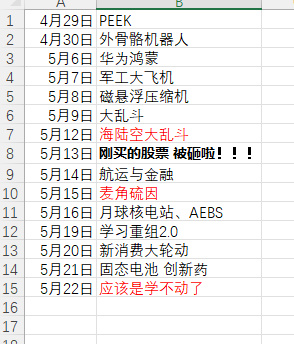 A B
1 4月29日 PEEK
2 4月30日 外骨骼机器人
3 5月6日 华为鸿蒙
4 5月7日 军工大飞机
5 5月8日 磁悬浮压缩机
6 5月9日 大乱斗
7 5月12日 海陆空大乱斗
8 5月13日 刚买的股票 被砸啦！！！
9 5月14日 航运与金融
10 5月15日 麦角硫因
11 5月16日 月球核电站、AEBS
12 5月19日 学习重组2.0
13 5月20日 新消费大轮动
14 5月21日 固态电池 创新药
15 5月22日 应该是学不动了
16
17
18